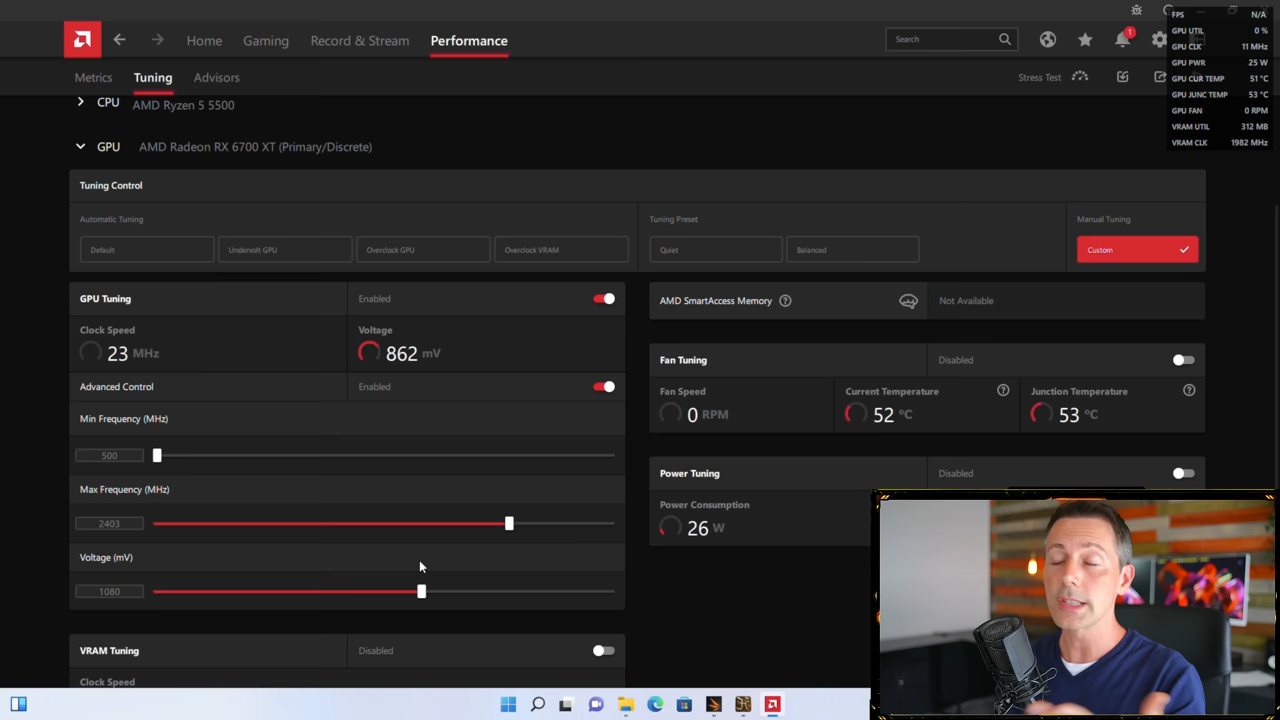 FPS N/A
GPU UTIL 0 %
GPU CLK 11 MHz
GPU PWR 25 W
GPU CUR TEMP 51 °C
GPU JUNC TEMP 53 °C
GPU FAN 0 RPM
VRAM UTIL 312 MB
VRAM CLK 1982 MHz
Home Gaming Record & Stream Performance
Search
1
Metrics Tuning Advisors
Stress Test
CPU AMD Ryzen 5 5500
GPU AMD Radeon RX 6700 XT (Primary/Discrete)
Tuning Control
Automatic Tuning
Default Undervolt GPU Overclock GPU Overclock VRAM
Tuning Preset
Quiet Balanced
Manual Tuning
Custom
GPU Tuning Enabled
Clock Speed
23 MHz
Voltage
862 mV
Advanced Control Enabled
Min Frequency (MHz)
500
Max Frequency (MHz)
2403
Voltage (mV)
1080
VRAM Tuning Disabled
Clock Speed
AMD SmartAccess Memory ? Not Available
Fan Tuning Disabled
Fan Speed
0 RPM
Current Temperature ?
52 °C
Junction Temperature ?
53 °C
Power Tuning Disabled
Power Consumption
26 W